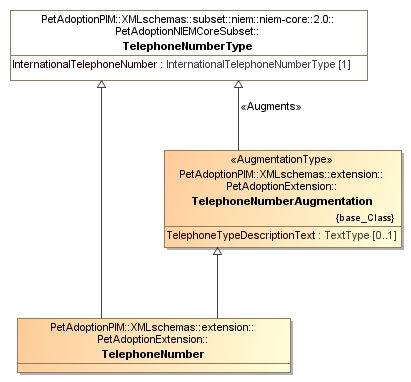 PetAdoptionPIM::XMLschemas::subset::niem::niem-core::2.0::
PetAdoptionNIEMCoreSubset::
TelephoneNumberType
InternationalTelephoneNumber : InternationalTelephoneNumberType [1]
«Augments»
«AugmentationType»
PetAdoptionPIM::XMLschemas::extension::
PetAdoptionExtension::
TelephoneNumberAugmentation
{base_Class}
TelephoneTypeDescriptionText : TextType [0..1]
PetAdoptionPIM::XMLschemas::extension::
PetAdoptionExtension::
TelephoneNumber